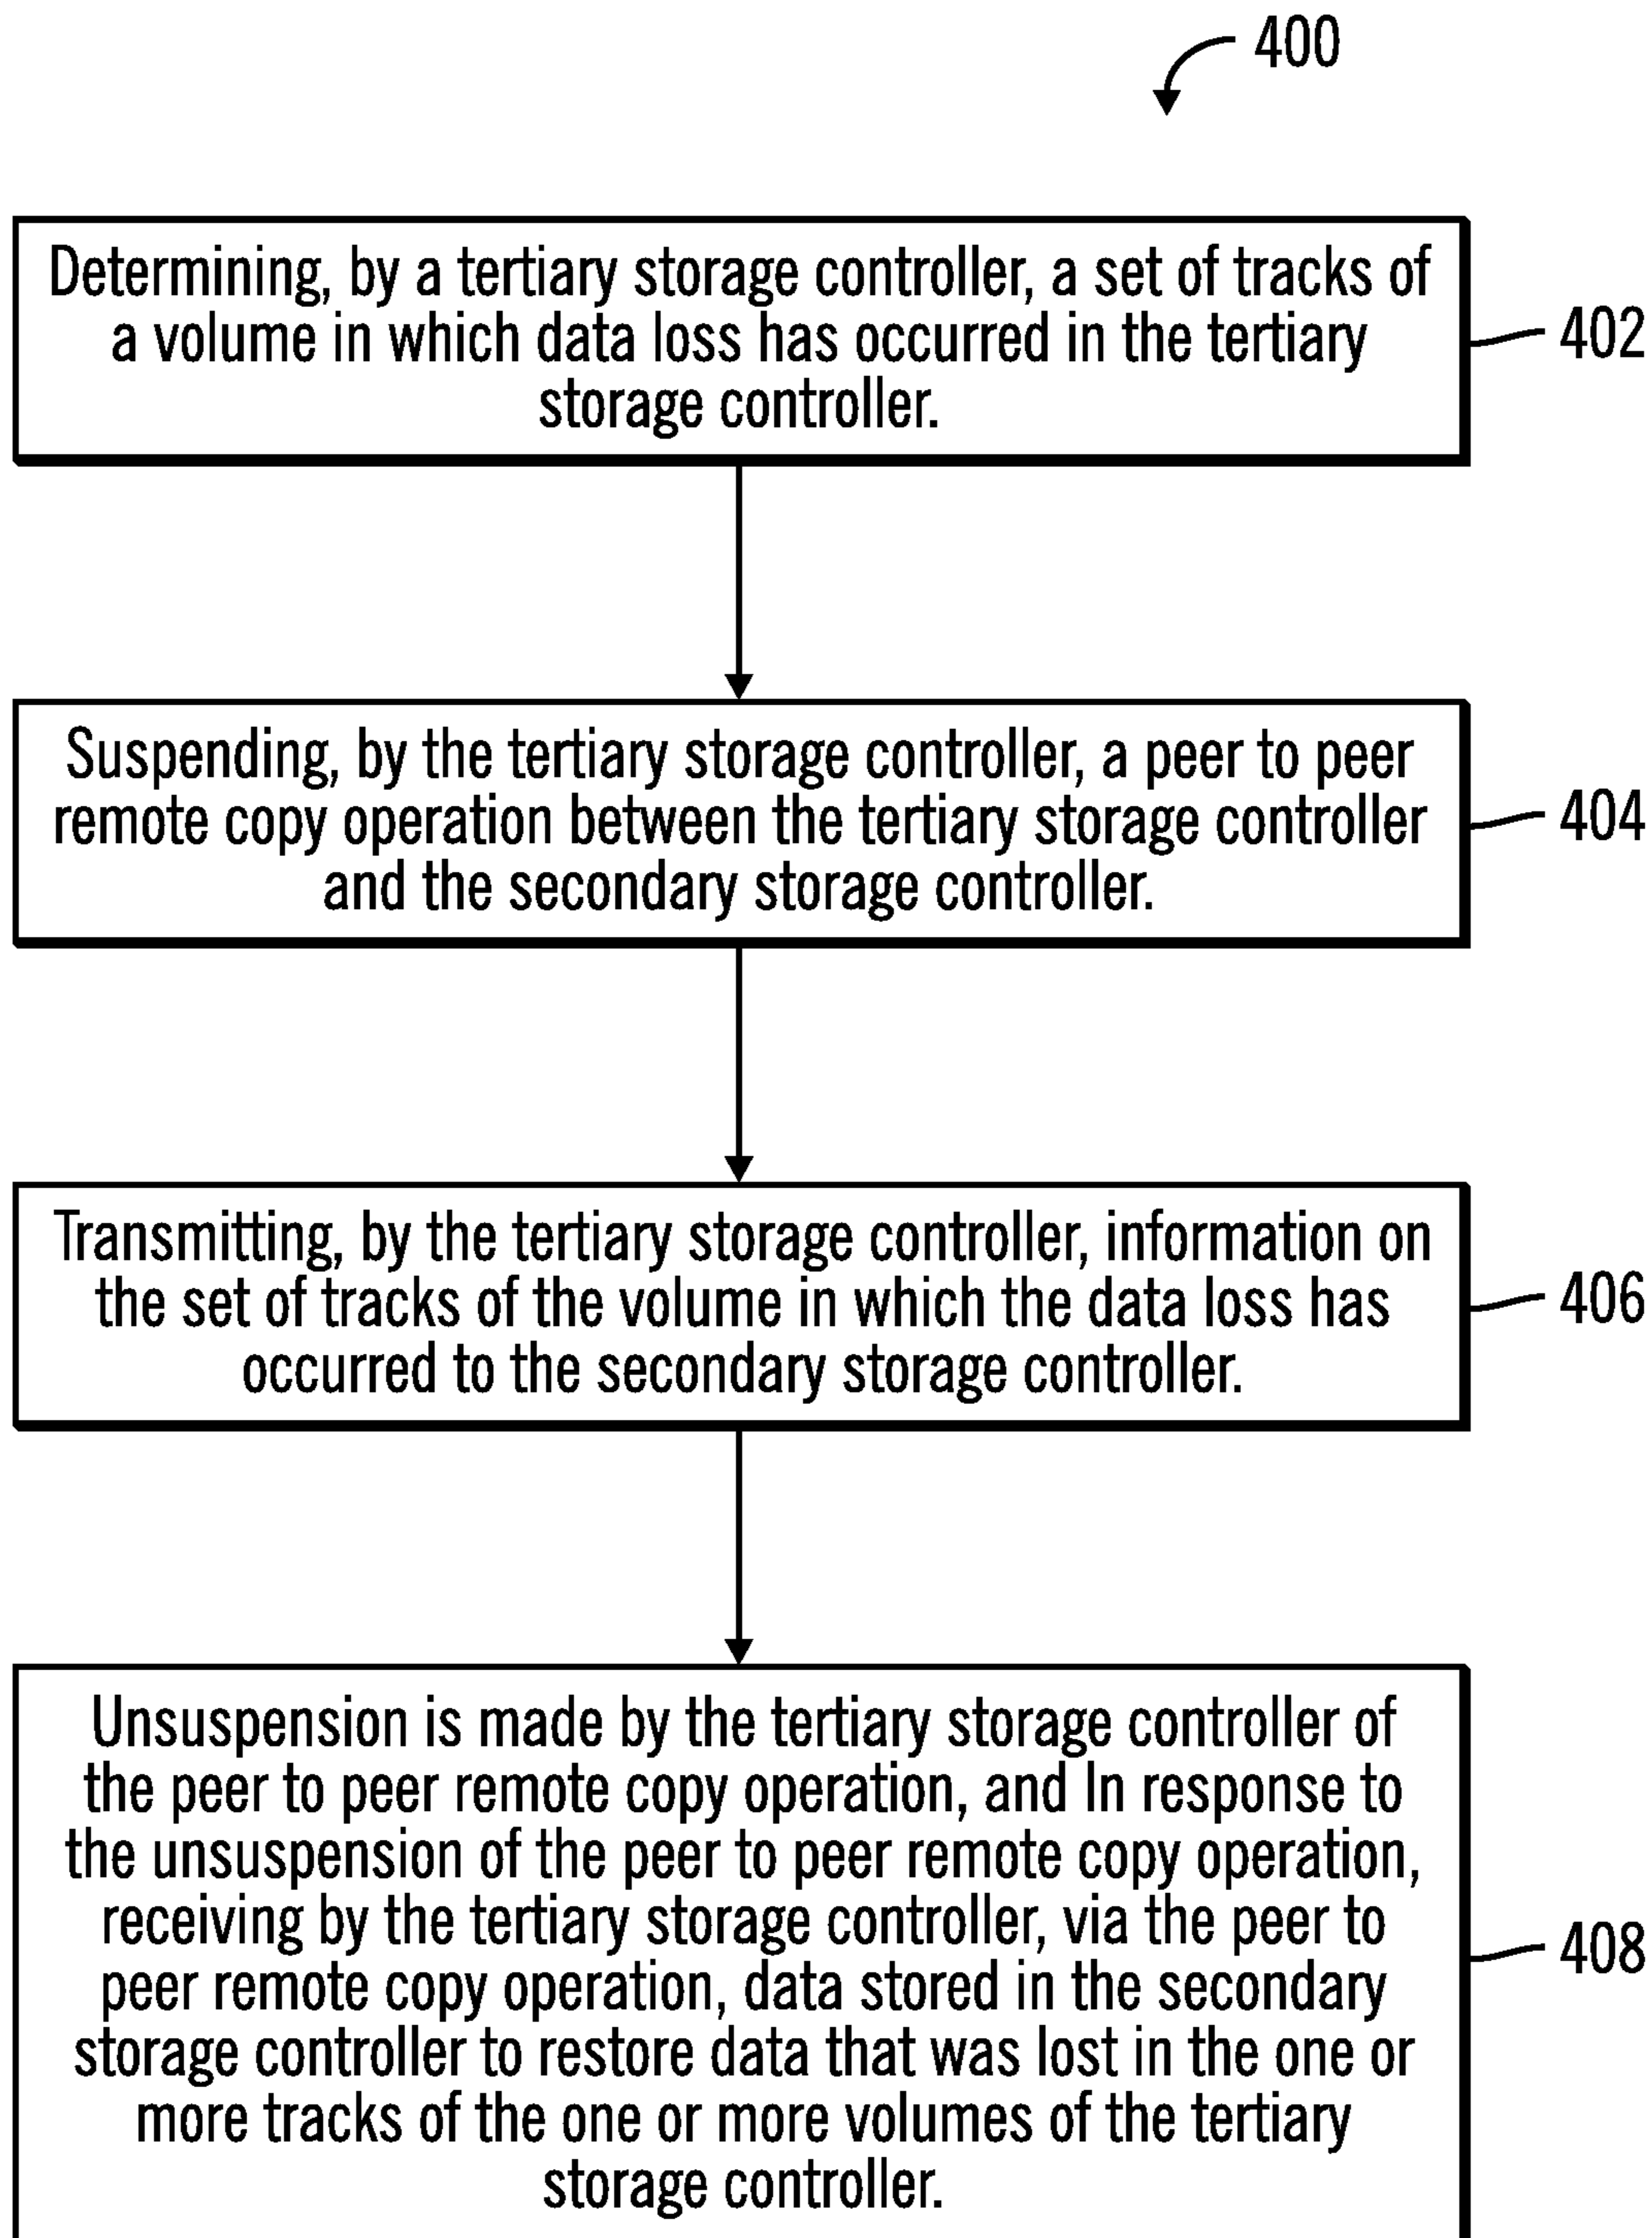 400
Determining, by a tertiary storage controller, a set of tracks of
a volume in which data loss has occurred in the tertiary
storage controller.
402
Suspending, by the tertiary storage controller, a peer to peer
remote copy operation between the tertiary storage controller
and the secondary storage controller.
404
Transmitting, by the tertiary storage controller, information on
the set of tracks of the volume in which the data loss has
occurred to the secondary storage controller.
406
Unsuspension is made by the tertiary storage controller of
the peer to peer remote copy operation, and In response to
the unsuspension of the peer to peer remote copy operation,
receiving by the tertiary storage controller, via the peer to
peer remote copy operation, data stored in the secondary
storage controller to restore data that was lost in the one or
more tracks of the one or more volumes of the tertiary
storage controller.
408